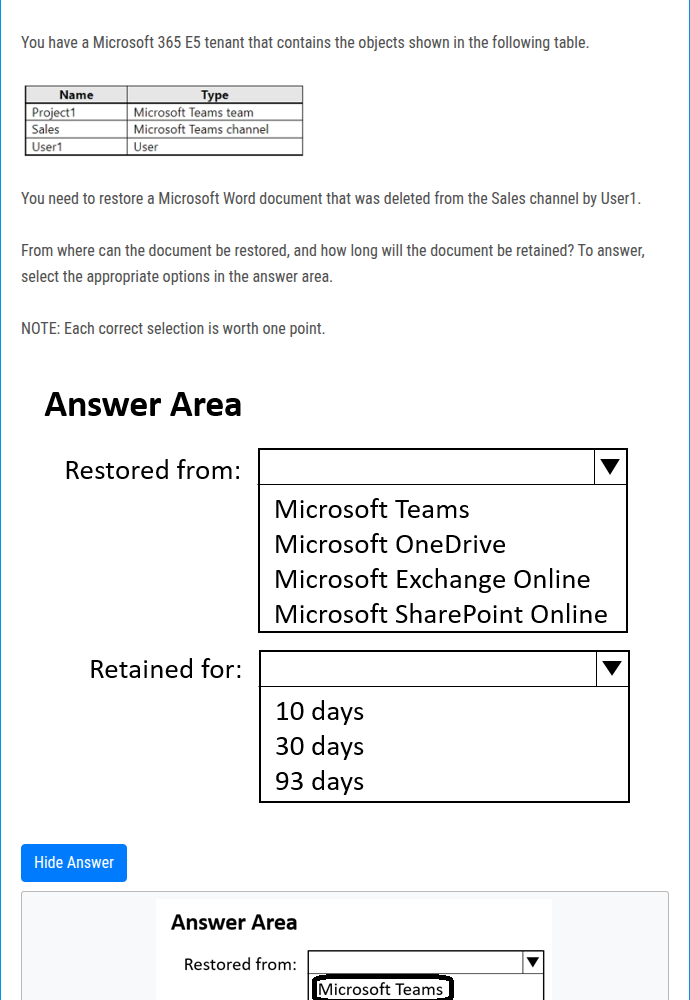 You have a Microsoft 365 E5 tenant that contains the objects shown in the following table.
Name Type
Project1 Microsoft Teams team
Sales Microsoft Teams channel
User1 User
You need to restore a Microsoft Word document that was deleted from the Sales channel by User1.
From where can the document be restored, and how long will the document be retained? To answer,
select the appropriate options in the answer area.
NOTE: Each correct selection is worth one point.
Answer Area
Restored from:
Microsoft Teams
Microsoft OneDrive
Microsoft Exchange Online
Microsoft SharePoint Online
Retained for:
10 days
30 days
93 days
Hide Answer
Answer Area
Restored from:
Microsoft Teams